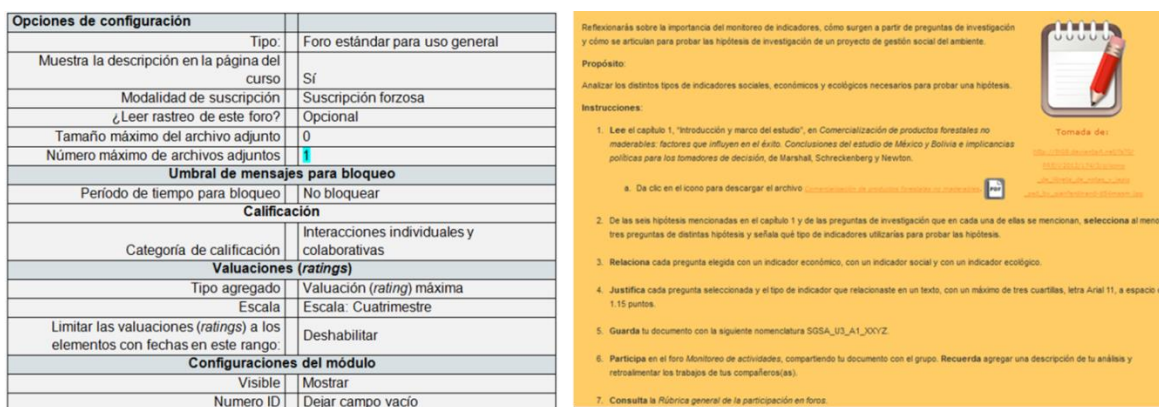 Opciones de configuración
Tipo: Foro estándar para uso general
Muestra la descripción en la página del
curso Sí
Modalidad de suscripción Suscripción forzosa
¿Leer rastreo de este foro? Opcional
Tamaño máximo del archivo adjunto 0
Número máximo de archivos adjuntos 1
Umbral de mensajes para bloqueo
Período de tiempo para bloqueo No bloquear
Calificación
Categoría de calificación Interacciones individuales y
colaborativas
Valuaciones (ratings)
Tipo agregado Valuación (rating) máxima
Escala Escala: Cuatrimestre
Limitar las valuaciones (ratings) a los
elementos con fechas en este rango: Deshabilitar
Configuraciones del módulo
Visible Mostrar
Numero ID Dejar campo vacío
Reflexionarás sobre la importancia del monitoreo de indicadores, cómo surgen a partir de preguntas de investigación
y cómo se articulan para probar las hipótesis de investigación de un proyecto de gestión social del ambiente.
Propósito:
Analizar los distintos tipos de indicadores sociales, económicos y ecológicos necesarios para probar una hipótesis.
Instrucciones:
1. Lee el capítulo 1, "Introducción y marco del estudio", en Comercialización de productos forestales no
maderables: factores que influyen en el éxito. Conclusiones del estudio de México y Bolivia e implicancias
políticas para los tomadores de decisión, de Marshall, Schreckenberg y Newton.
a. Da clic en el icono para descargar el archivo Comercialización de productos forestales no maderables
PDF
Tomada de:
2. De las seis hipótesis mencionadas en el capítulo 1 y de las preguntas de investigación que en cada una de ellas se mencionan, selecciona al meno
tres preguntas de distintas hipótesis y señala qué tipo de indicadores utilizarías para probar las hipótesis.
3. Relaciona cada pregunta elegida con un indicador económico, con un indicador social y con un indicador ecológico.
4. Justifica cada pregunta seleccionada y el tipo de indicador que relacionaste en un texto, con un máximo de tres cuartillas, letra Arial 11, a espacio
1.15 puntos.
5. Guarda tu documento con la siguiente nomenclatura SGSA_U3_A1_XXYZ.
6. Participa en el foro Monitoreo de actividades, compartiendo tu documento con el grupo. Recuerda agregar una descripción de tu análisis y
retroalimentar los trabajos de tus compañeros(as).
7. Consulta la Rúbrica general de la participación en foros.